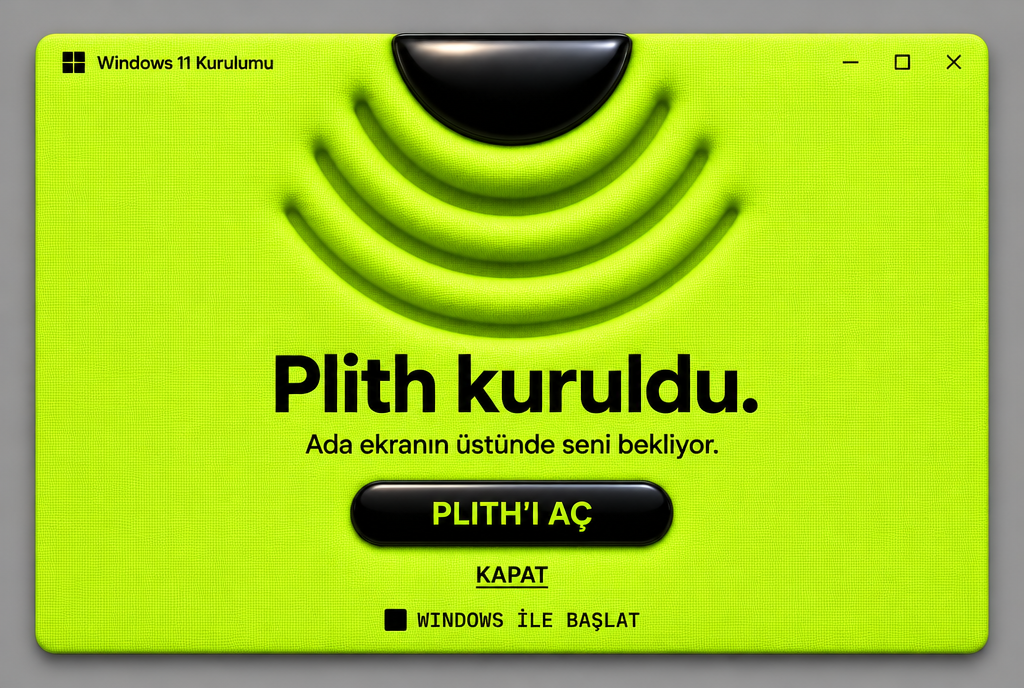 Windows 11 Kurulumu
Plith kuruldu.
Ada ekranın üstünde seni bekliyor.
PLITH’I AÇ
KAPAT
WINDOWS İLE BAŞLAT